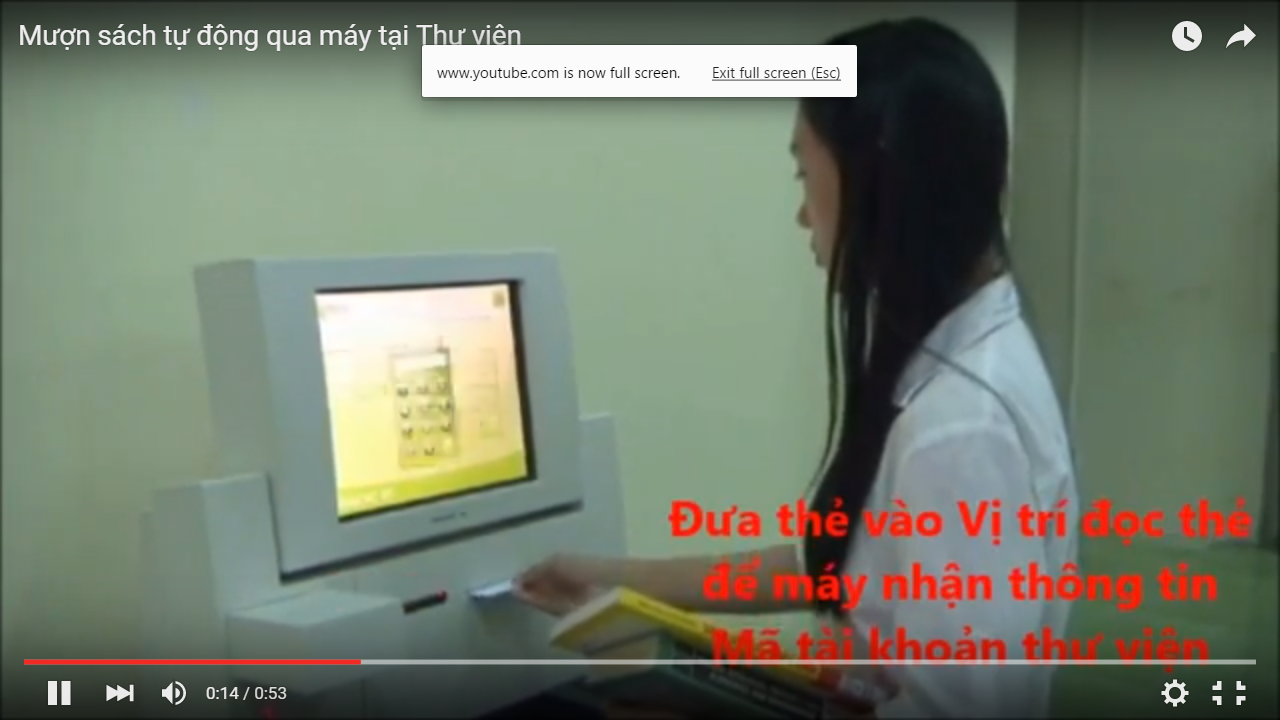 Mượn sách tự động qua máy tại Thư viện
www.youtube.com is now full screen. Exit full screen (Esc)
Đưa thẻ vào Vị trí đọc thẻ
để máy nhận thông tin
Mã tài khoản thư viện
0:14 / 0:53